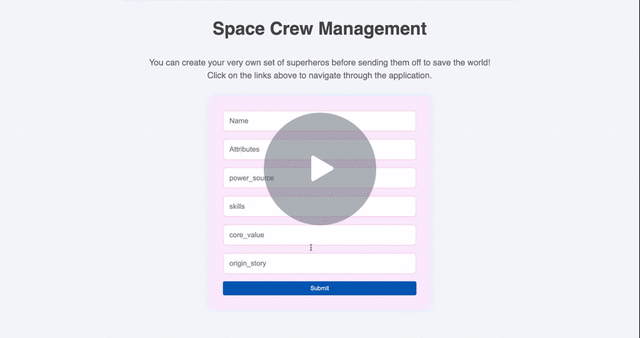 Space Crew Management
You can create your very own set of superheros before sending them off to save the world!
Click on the links above to navigate through the application.
Name
Attributes
power_source
skills
core_value
origin_story
Submit